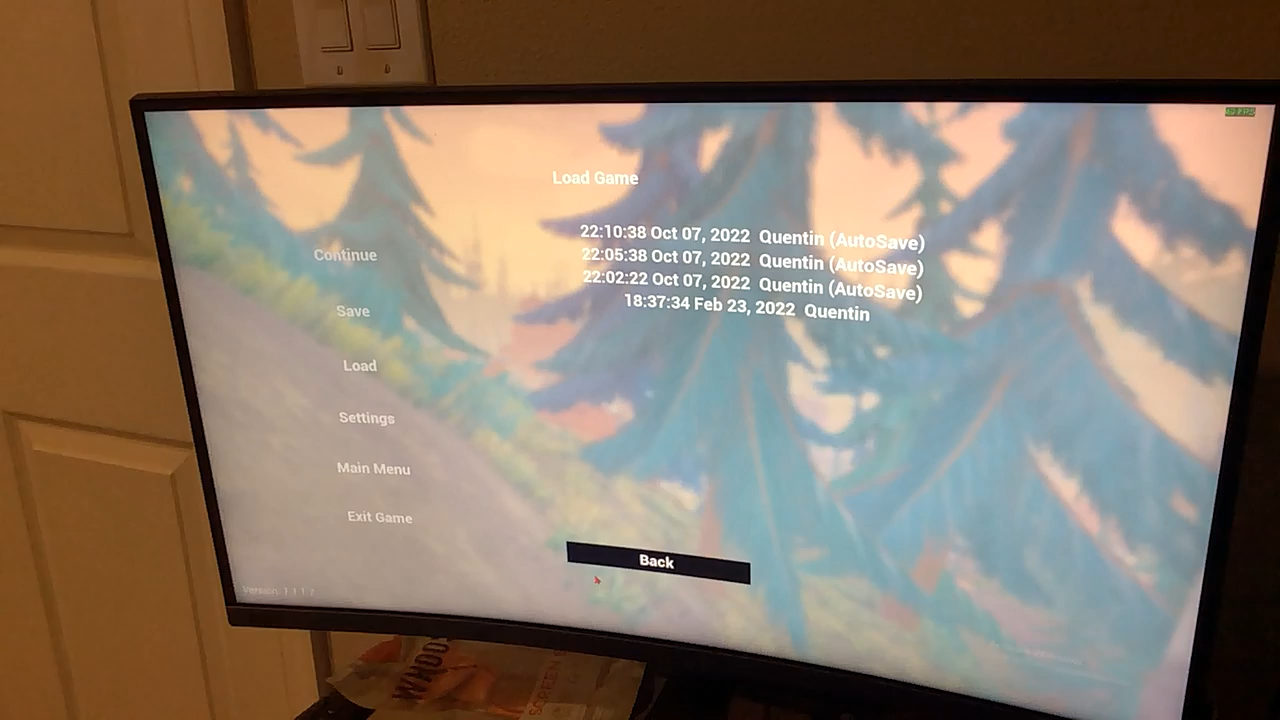 Load Game
22:10:38 Oct 07, 2022 Quentin (AutoSave)
22:05:38 Oct 07, 2022 Quentin (AutoSave)
22:02:22 Oct 07, 2022 Quentin (AutoSave)
18:37:34 Feb 23, 2022 Quentin
Continue
Save
Load
Settings
Main Menu
Exit Game
Back
Version
SCREEN